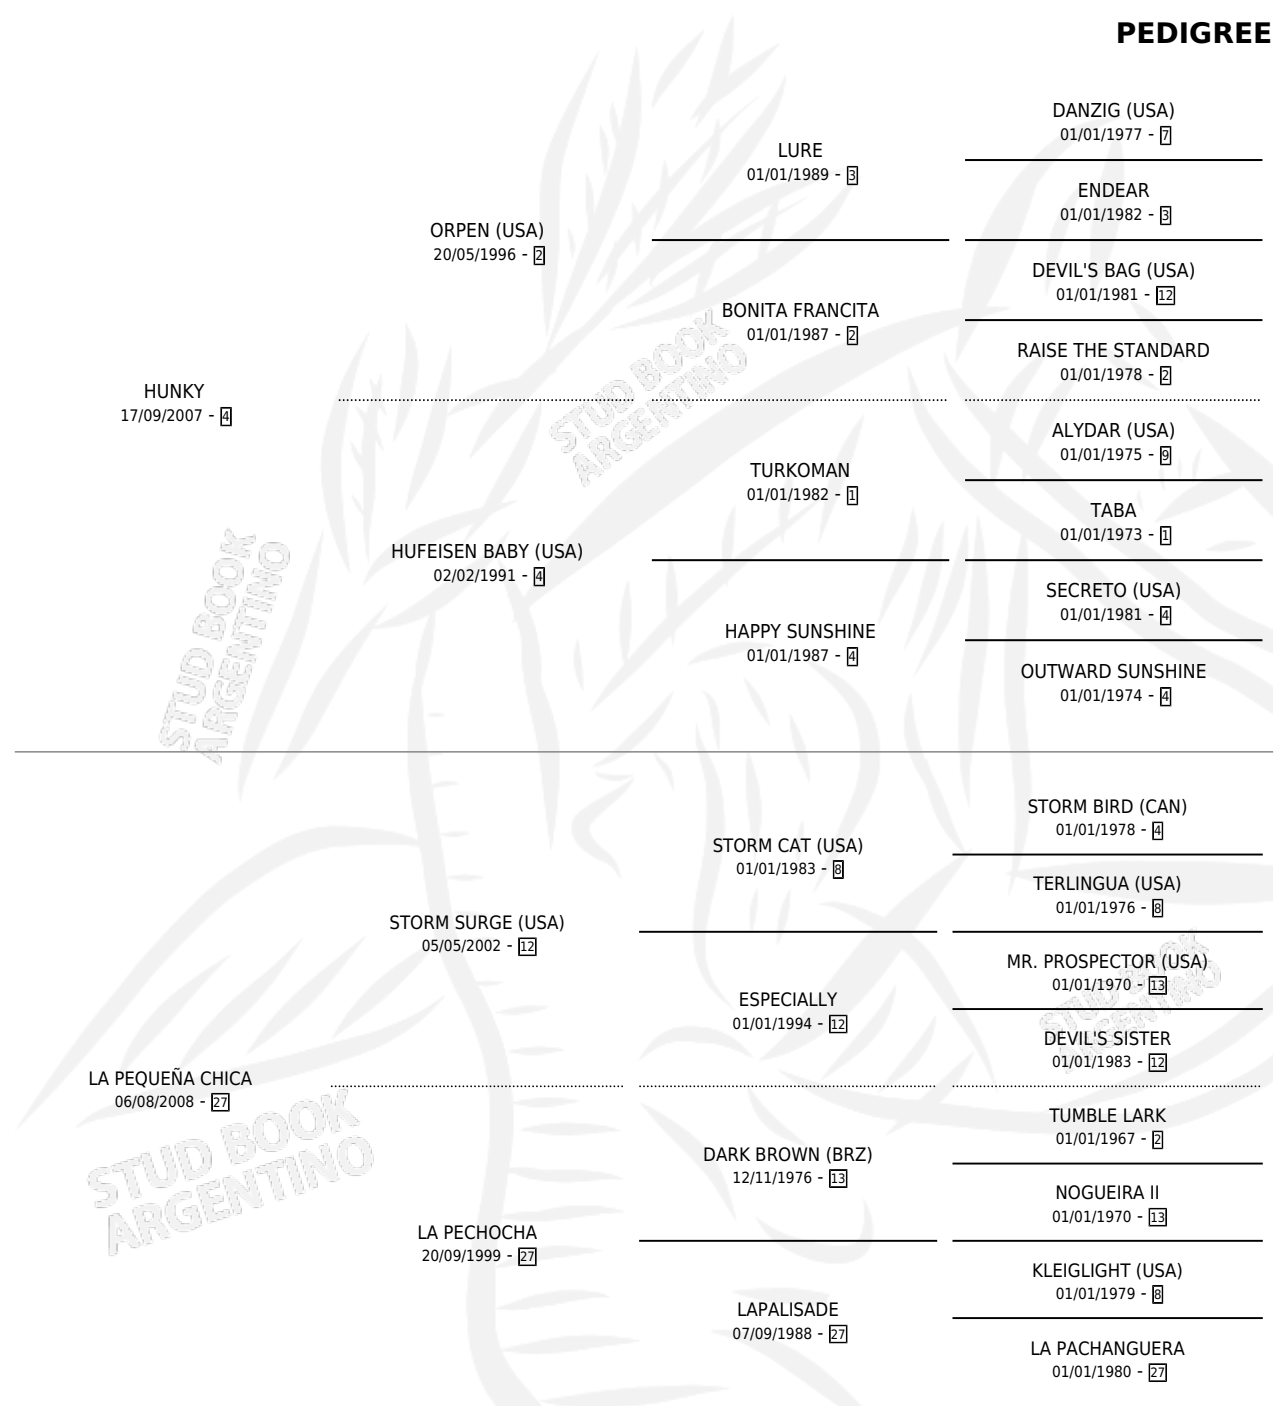 PEDIGREE
DANZIG (USA)
01/01/1977 - 7
LURE
01/01/1989 - 3
ENDEAR
01/01/1982 - 3
ORPEN (USA)
20/05/1996 - 2
DEVIL'S BAG (USA)
01/01/1981 - 12
BONITA FRANCITA
01/01/1987 - 2
RAISE THE STANDARD
01/01/1978 - 2
HUNKY
17/09/2007 - 4
ALYDAR (USA)
01/01/1975 - 9
TURKOMAN
01/01/1982 - 1
TABA
01/01/1973 - 1
HUFEISEN BABY (USA)
02/02/1991 - 4
SECRETO (USA)
01/01/1981 - 4
HAPPY SUNSHINE
01/01/1987 - 4
OUTWARD SUNSHINE
01/01/1974 - 4
STORM BIRD (CAN)
01/01/1978 - 4
STORM CAT (USA)
01/01/1983 - 8
TERLINGUA (USA)
01/01/1976 - 8
STORM SURGE (USA)
05/05/2002 - 12
MR. PROSPECTOR (USA)
01/01/1970 - 13
ESPECIALLY
01/01/1994 - 12
DEVIL'S SISTER
01/01/1983 - 12
LA PEQUEÑA CHICA
06/08/2008 - 27
TUMBLE LARK
01/01/1967 - 2
DARK BROWN (BRZ)
12/11/1976 - 13
NOGUEIRA II
01/01/1970 - 13
LA PECHOCHA
20/09/1999 - 27
KLEIGLIGHT (USA)
01/01/1979 - 8
LAPALISADE
07/09/1988 - 27
LA PACHANGUERA
01/01/1980 - 27
STUD BOOK
ARGENTINO
STUD BOOK
ARGENTINO
STUD BOOK
ARGENTINO
STUD BOOK
ARGENTINO